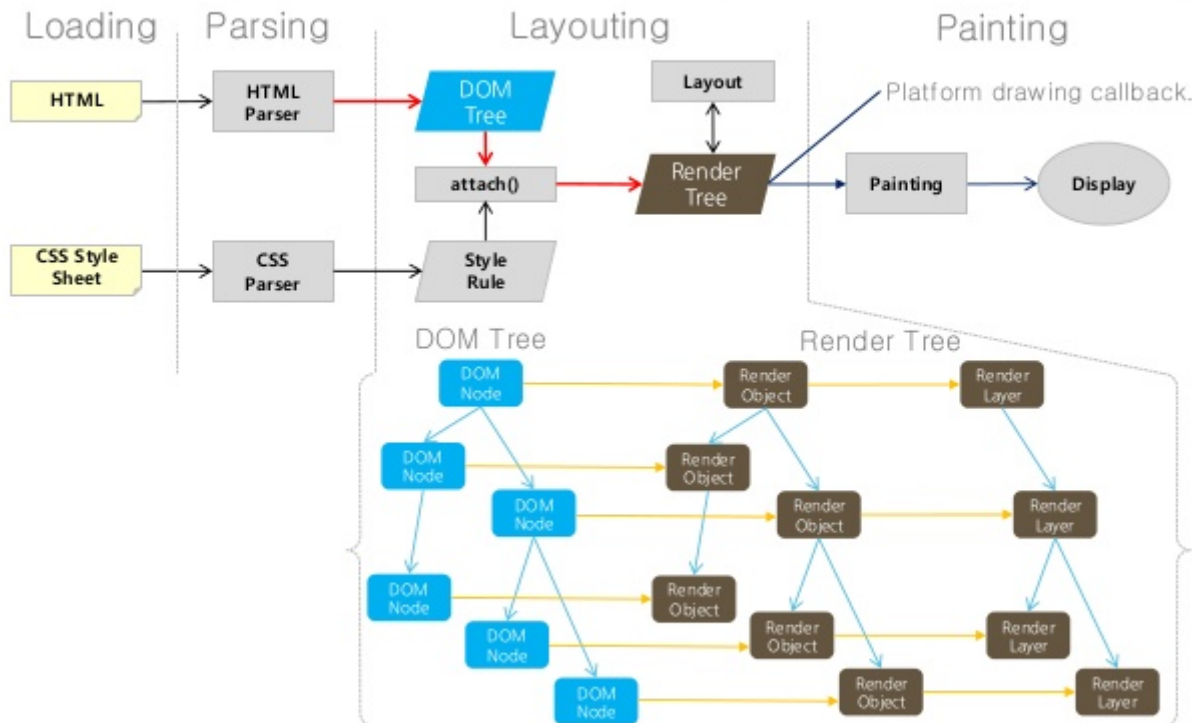 Loading
Parsing
Layouting
Painting
HTML
HTML
Parser
DOM
Tree
Layout
Platform drawing callback.
attach()
Render
Tree
Painting
Display
CSS Style
Sheet
CSS
Parser
Style
Rule
DOM Tree
Render Tree
DOM
Node
Render
Object
Render
Layer
DOM
Node
Render
Object
DOM
Node
Render
Object
Render
Layer
DOM
Node
Render
Object
DOM
Node
Render
Object
Render
Layer
DOM
Node
Render
Object
Render
Layer